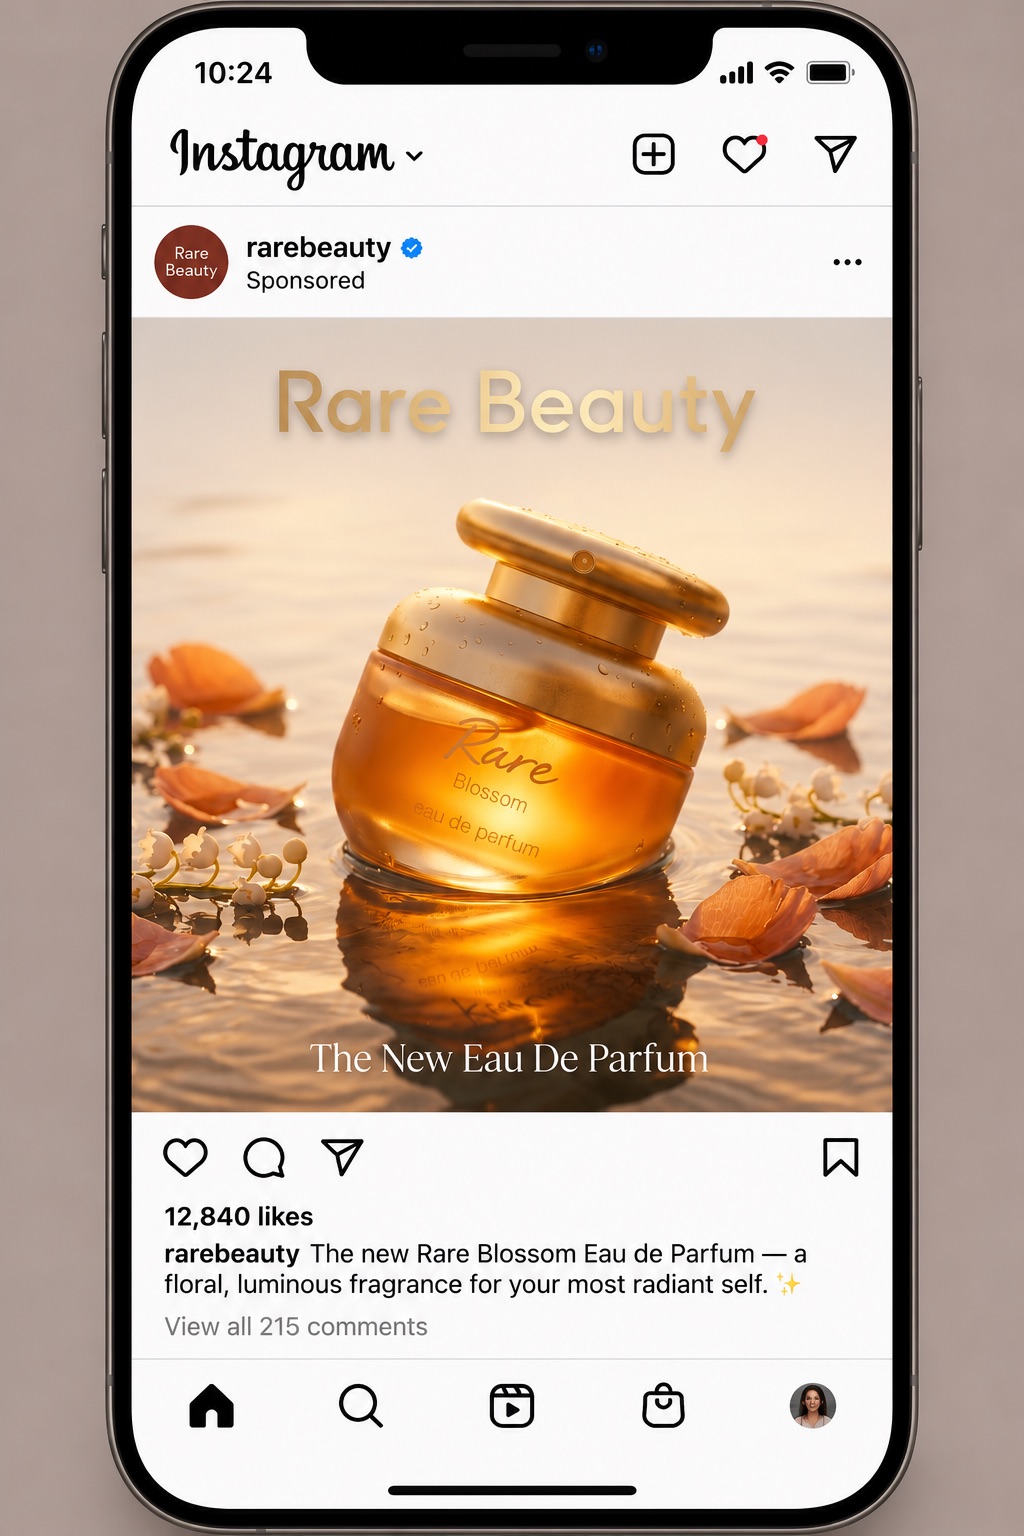 10:24
Instagram
Rare
Beauty
rarebeauty
Sponsored
Rare Beauty
Rare
Blossom
eau de perfum
The New Eau De Parfum
12,840 likes
rarebeauty The new Rare Blossom Eau de Parfum — a
floral, luminous fragrance for your most radiant self. ✨
View all 215 comments